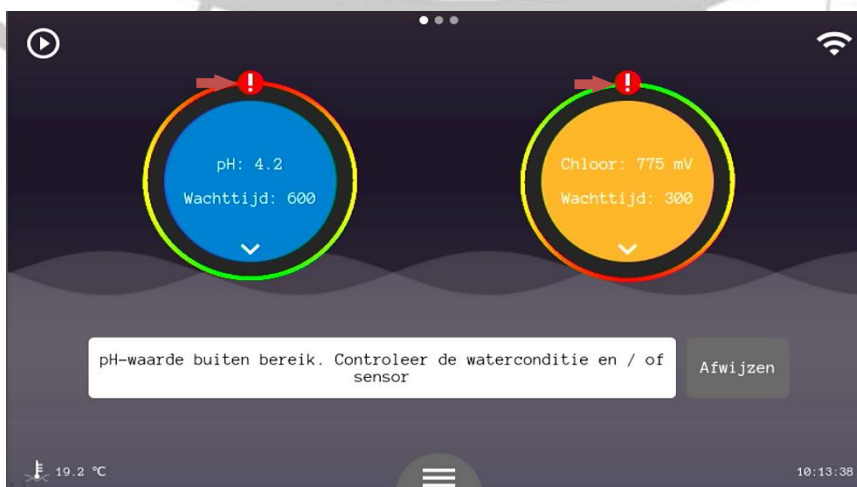 !
!
pH: 4.2
Wachttijd: 600
Chloor: 775 mV
Wachttijd: 300
pH-waarde buiten bereik. Controleer de waterconditie en / of
sensor
Afwijzen
19.2 °C
10:13:38